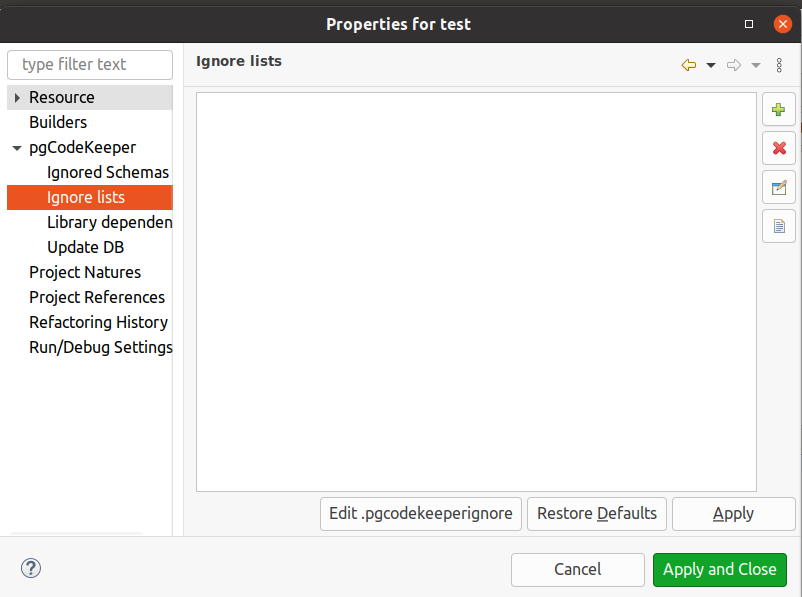 Properties for test
type filter text
Resource
Builders
pgCodeKeeper
Ignored Schemas
Ignore lists
Library dependen
Update DB
Project Natures
Project References
Refactoring History
Run/Debug Settings
Ignore lists
Edit .pgcodekeeperignore
Restore Defaults
Apply
Cancel
Apply and Close